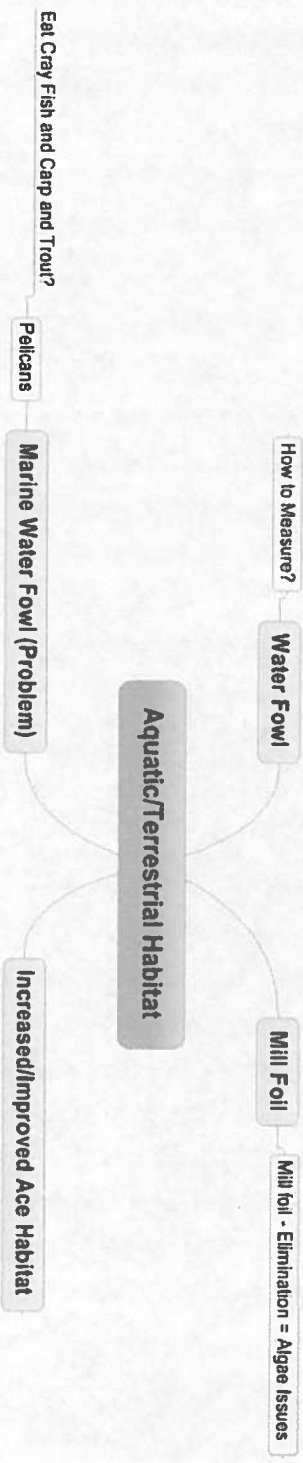 How to Measure?
Water Fowl
Mill Foil
Mill foil - Elimination = Algae Issues
Aquatic/Terrestrial Habitat
Eat Cray Fish and Carp and Trout?
Pelicans
Marine Water Fowl (Problem)
Increased/Improved Ace Habitat